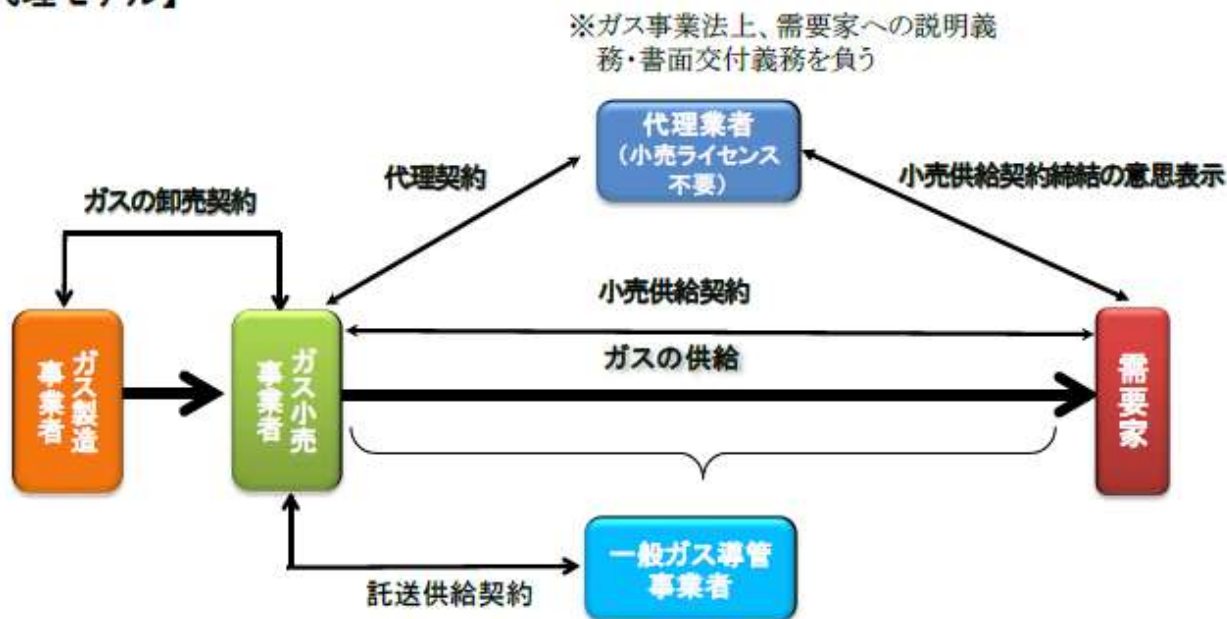 代理モデル】
※ガス事業法上、需要家への説明義
務・書面交付義務を負う
代理業者
(小売ライセンス
不要)
代理契約
小売供給契約締結の意思表示
ガスの卸売契約
小売供給契約
ガスの供給
ガス製造
事業者
ガス小売
事業者
需要家
一般ガス導管
事業者
託送供給契約